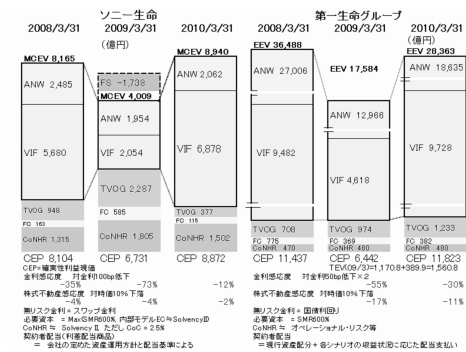 ソニー生命
第一生命グループ
2008/3/31 2009/3/31 2010/3/31 2008/3/31 2009/3/31 2010/3/31
(億円) (億円)
MCEV 8,165
MCEV 8,940
EEV 36,488
EEV 17,584
EEV 28,363
ANW 2,485
FS -1,738
MCEV 4,009
ANW 1,954
ANW 2,062
ANW 27,006
ANW 12,966
ANW 18,635
VIF 5,680
VIF 2,054
VIF 6,878
VIF 9,482
VIF 4,618
VIF 9,728
TVOG 948
TVOG 2,287
TVOG 377
TVOG 708
TVOG 974
TVOG 1,233
FC 163
FC 585
FC 115
FC 775
FC 369
FC 382
CoNHR 1,315
CoNHR 1,805
CoNHR 1,502
CoNHR 470
CoNHR 480
CoNHR 480
CEP 8,104 CEP 6,731 CEP 8,872 CEP 11,437 CEP 6,442 CEP 11,823
CEP=確実性利益現価
TEV(09/3)=1,170.8+389.9=1,560.8
金利感応度 対金利100bp低下
-35% -73% -12%
株式不動産感応度 対時価10%下落
-4% -4% -2%
無リスク金利 = スワップ金利
必要資本 = Max(SMR600%, 内部モデルEC≒SolvencyⅡ)
CoNHR ≒ Solvency Ⅱ ただし CoC = 2.5%
契約者配当(利差配当商品)
= 会社の定めた資産運用方針と配当基準による
金利感応度 対金利50bp低下×2
-55% -30%
株式不動産感応度 対時価10%下落
-17% -11%
無リスク金利 = 国債利回り
必要資本 = SMR600%
CoNHR ≒ オペレーショナル・リスク等
契約者配当
=現行資産配分+各シナリオの収益状況に応じた配当支払い